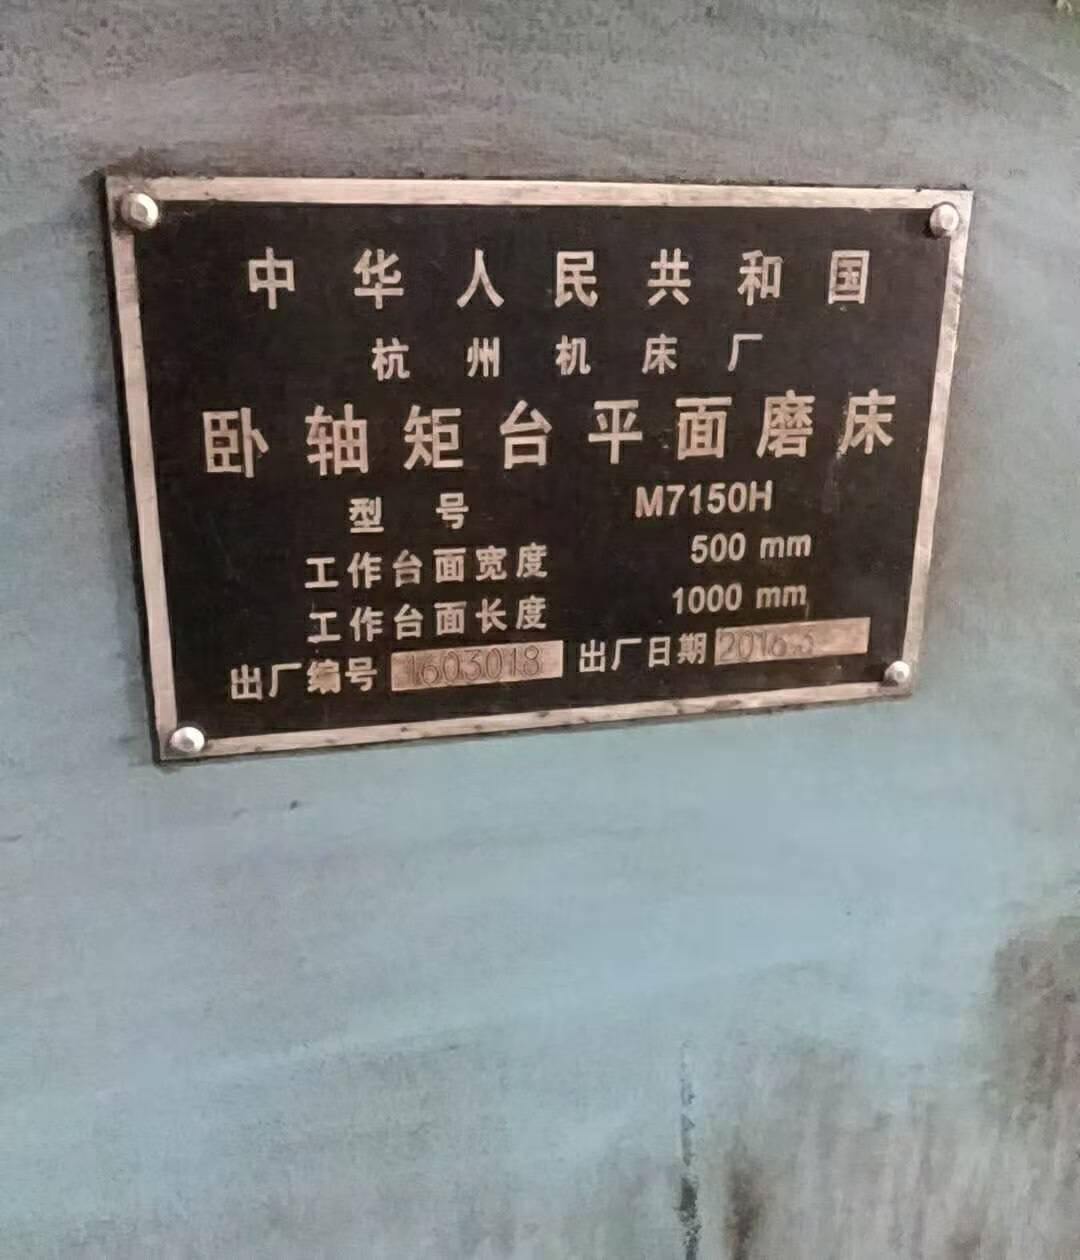 中华人民共和国
杭州机床厂
卧轴矩台平面磨床
型号 M7150H
工作台面宽度 500 mm
工作台面长度 1000 mm
出厂编号 1603018 出厂日期 2016.3